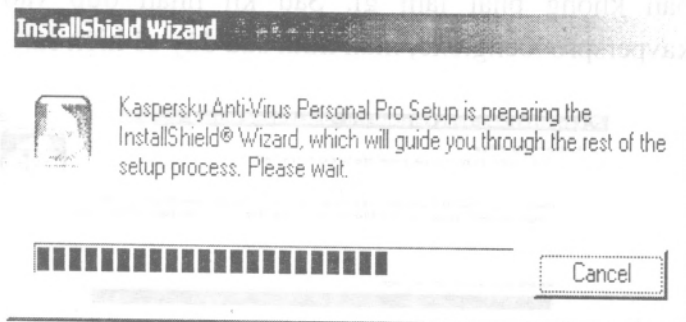 InstallShield Wizard
Kaspersky Anti-Virus Personal Pro Setup is preparing the
InstallShield® Wizard, which will guide you through the rest of the
setup process. Please wait.
Cancel